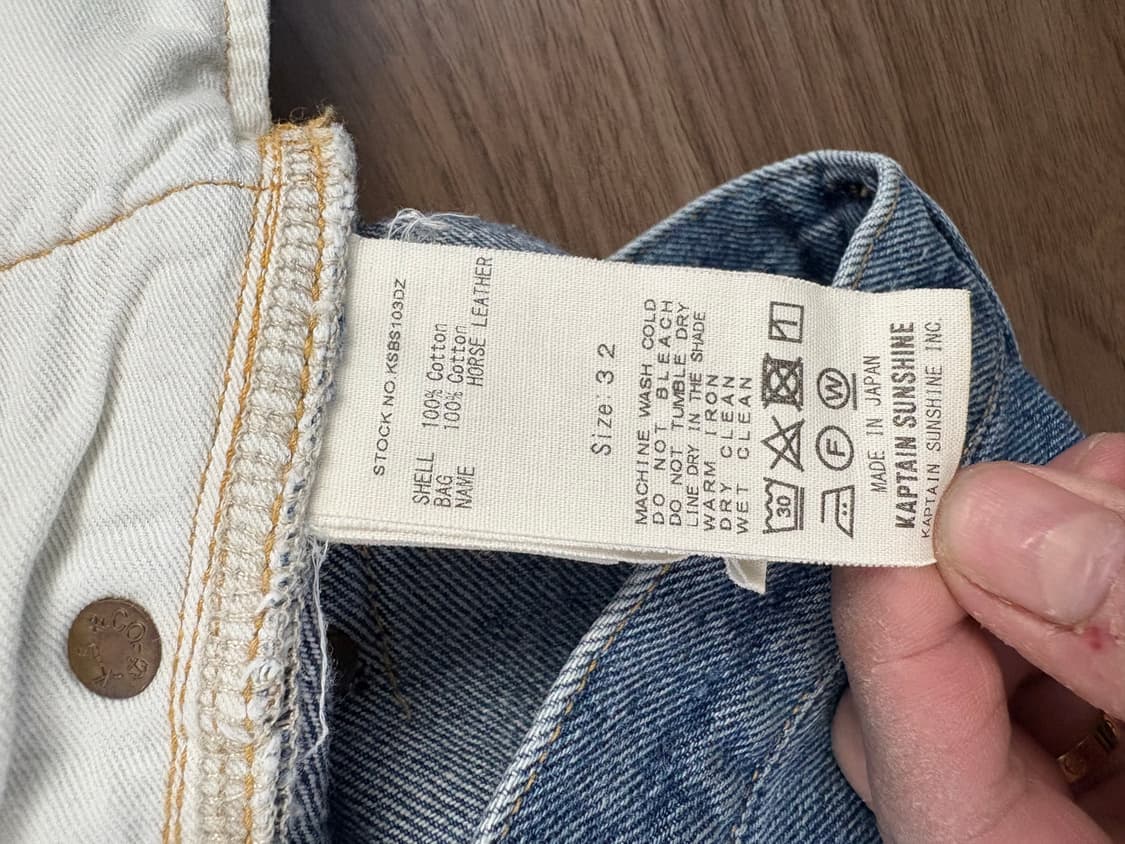 STOCK NO.KSBS103DZ
SHELL 100% Cotton
BAG 100% Cotton
NAME HORSE LEATHER
Size: 32
MACHINE WASH COLD
DO NOT BLEACH
DO NOT TUMBLE DRY
LINE DRY IN THE SHADE
WARM IRON
DRY CLEAN
WET CLEAN
30
F W
MADE IN JAPAN
KAPTAIN SUNSHINE
KAPTAIN SUNSHINE INC.